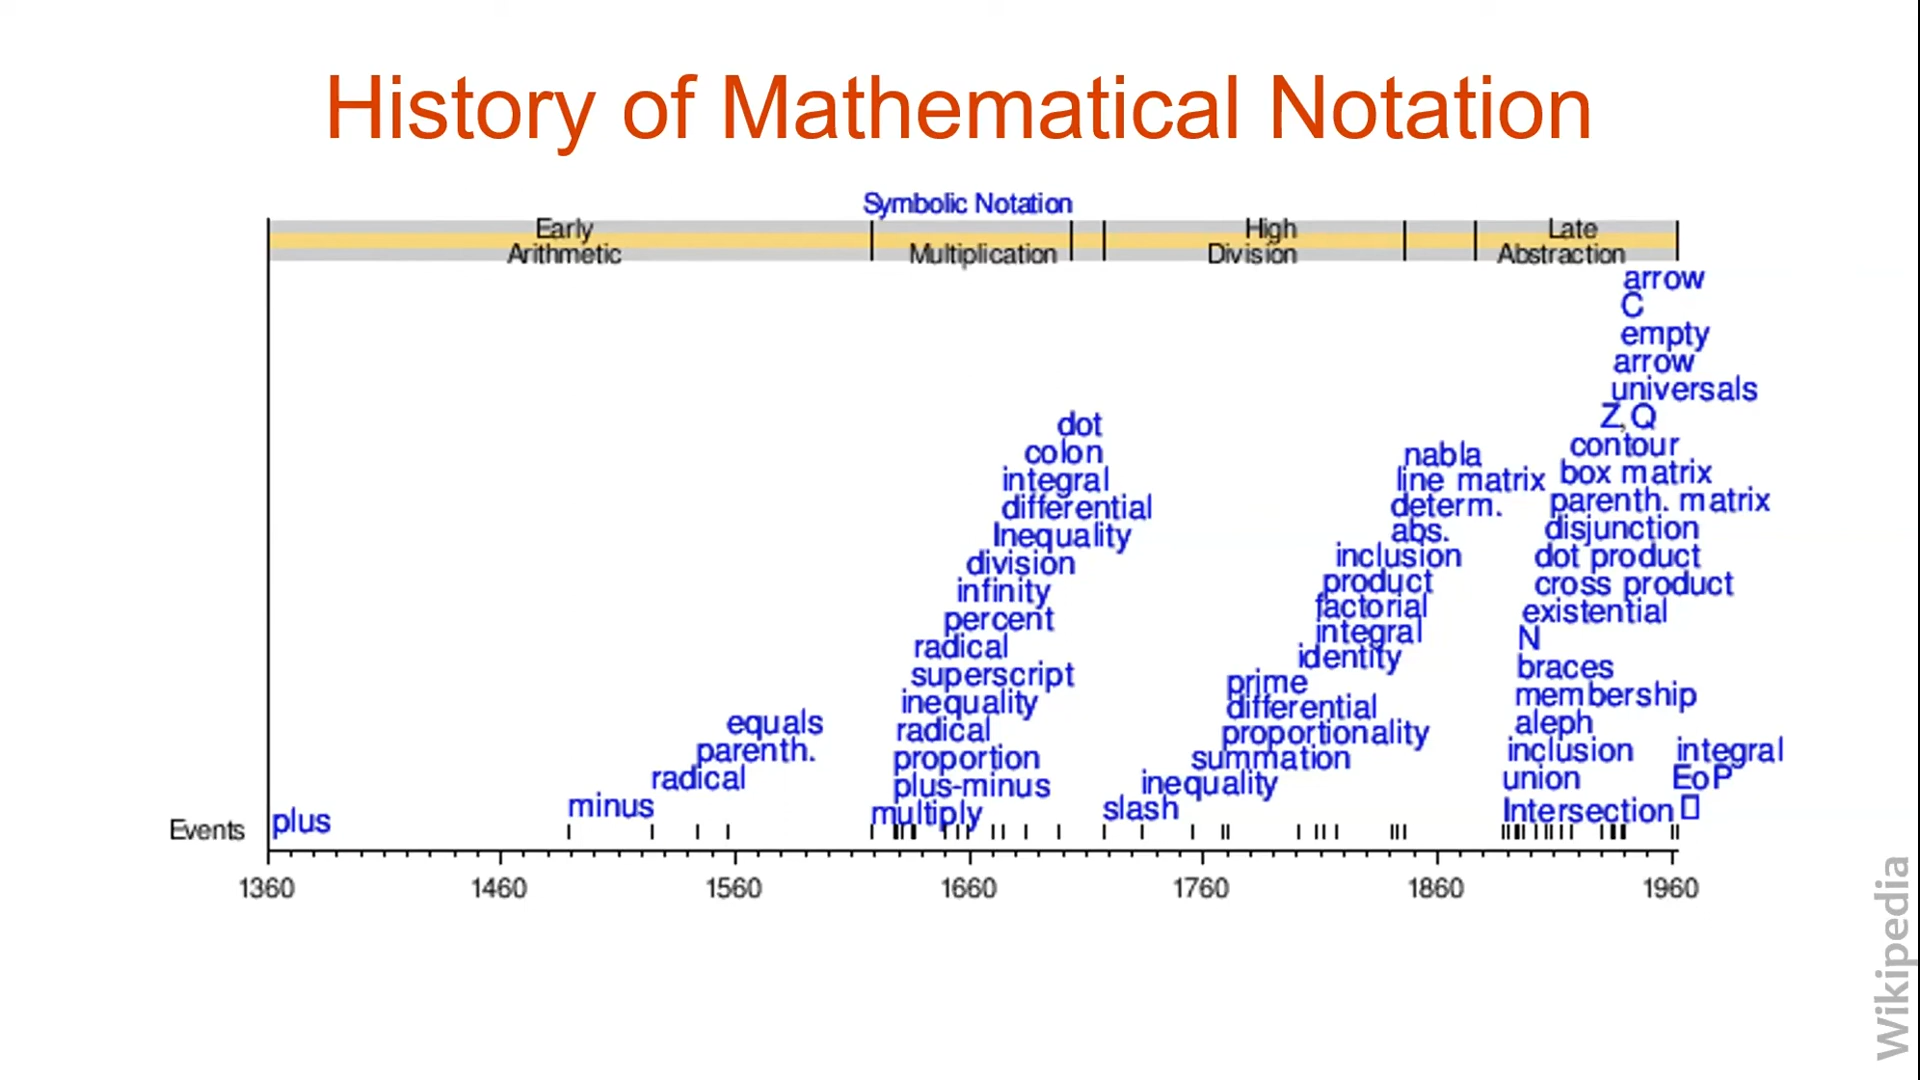 History of Mathematical Notation
Symbolic Notation
Early
High
Late
Arithmetic
Multiplication
Division
Abstraction
arrow
C
empty
arrow
universals
Z,Q
dot
contour
colon
nabla
box matrix
integral
line matrix
parenth. matrix
differential
determ.
disjunction
Inequality
abs.
dot product
division
inclusion
cross product
infinity
product
existential
percent
factorial
N
radical
integral
braces
superscript
identity
membership
inequality
prime
aleph
radical
differential
inclusion
integral
proportion
proportionality
union
EoP
plus-minus
summation
Intersection
multiply
inequality
slash
equals
parenth.
radical
minus
plus
Events
1360 1460 1560 1660 1760 1860 1960
Wikipedia